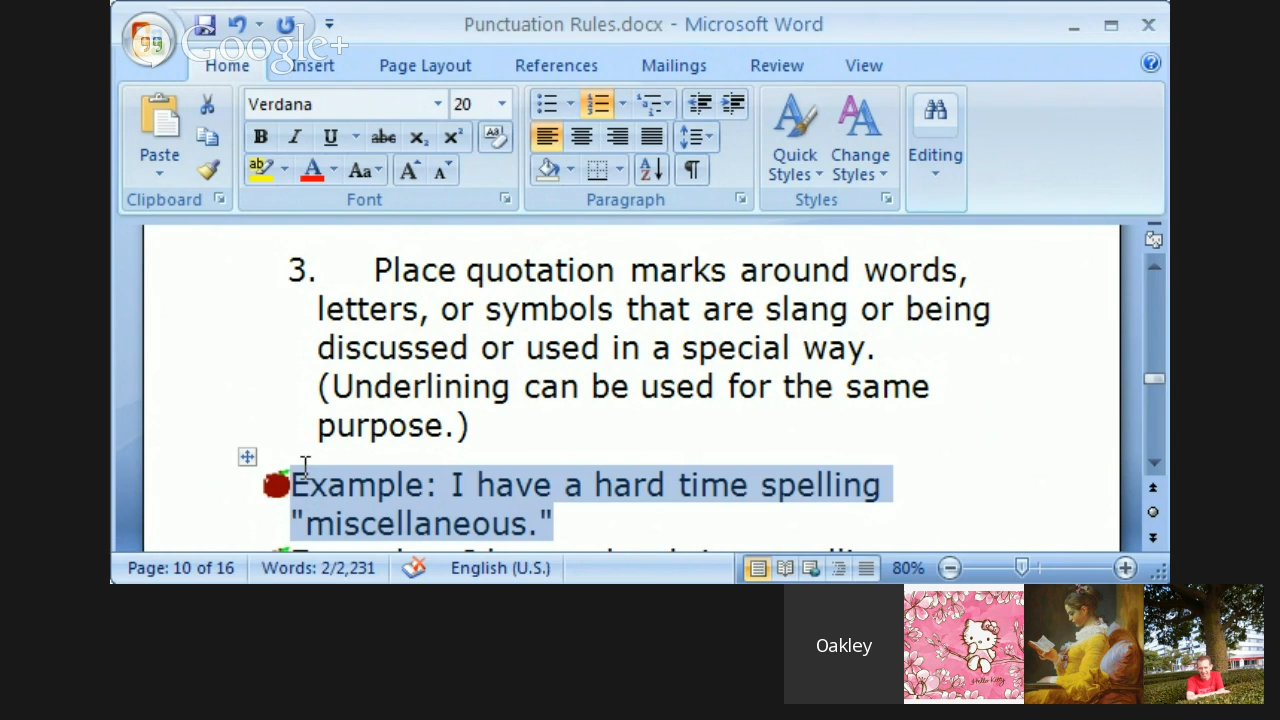 Punctuation Rules.docx - Microsoft Word
Google+
Home Insert Page Layout References Mailings Review View
Verdana 20
Paste
Quick Styles
Change Styles
Editing
Clipboard Font Paragraph Styles
3. Place quotation marks around words,
letters, or symbols that are slang or being
discussed or used in a special way.
(Underlining can be used for the same
purpose.)
Example: I have a hard time spelling
"miscellaneous."
Page: 10 of 16 Words: 2/2,231 English (U.S.) 80%
Oakley
Hello Kitty